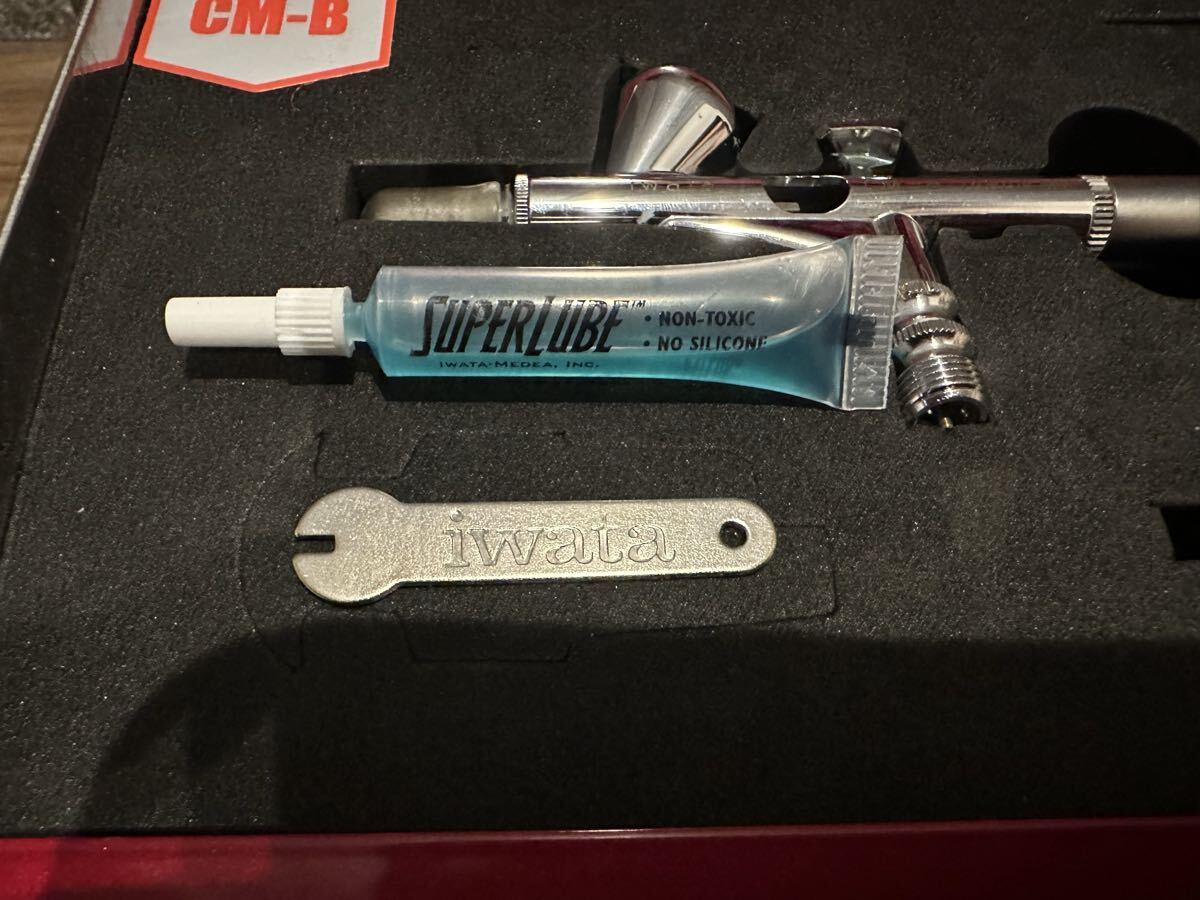 CM-B
SUPERLUBE™
• NON-TOXIC
• NO SILICONE
IWATA-MEDEA, INC.
iwata